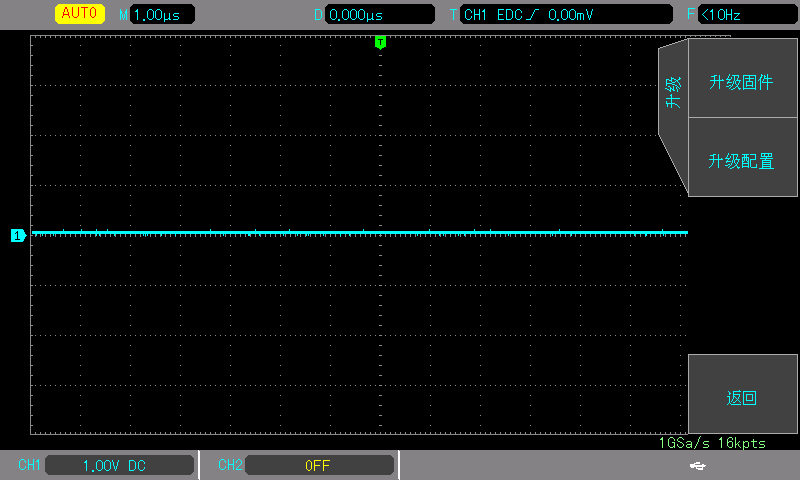 AUTO M 1.00μs D 0.000μs T CH1 EDC 0.00mV F <10Hz
T
升级
升级固件
升级配置
1
返回
1GSa/s 16kpts
CH1 1.00V DC CH2 OFF